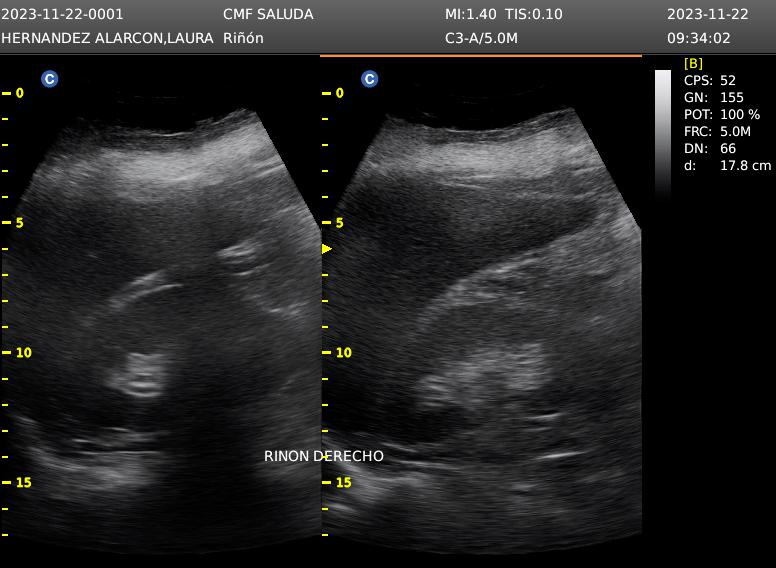 2023-11-22-0001 CMF SALUDA MI:1.40 TIS:0.10 2023-11-22
HERNANDEZ ALARCON,LAURA Riñón C3-A/5.0M 09:34:02
C C
[B]
0 0
CPS: 52
GN: 155
POT: 100 %
FRC: 5.0M
DN: 66
d: 17.8 cm
5 5
10 10
RINON DERECHO
15 15